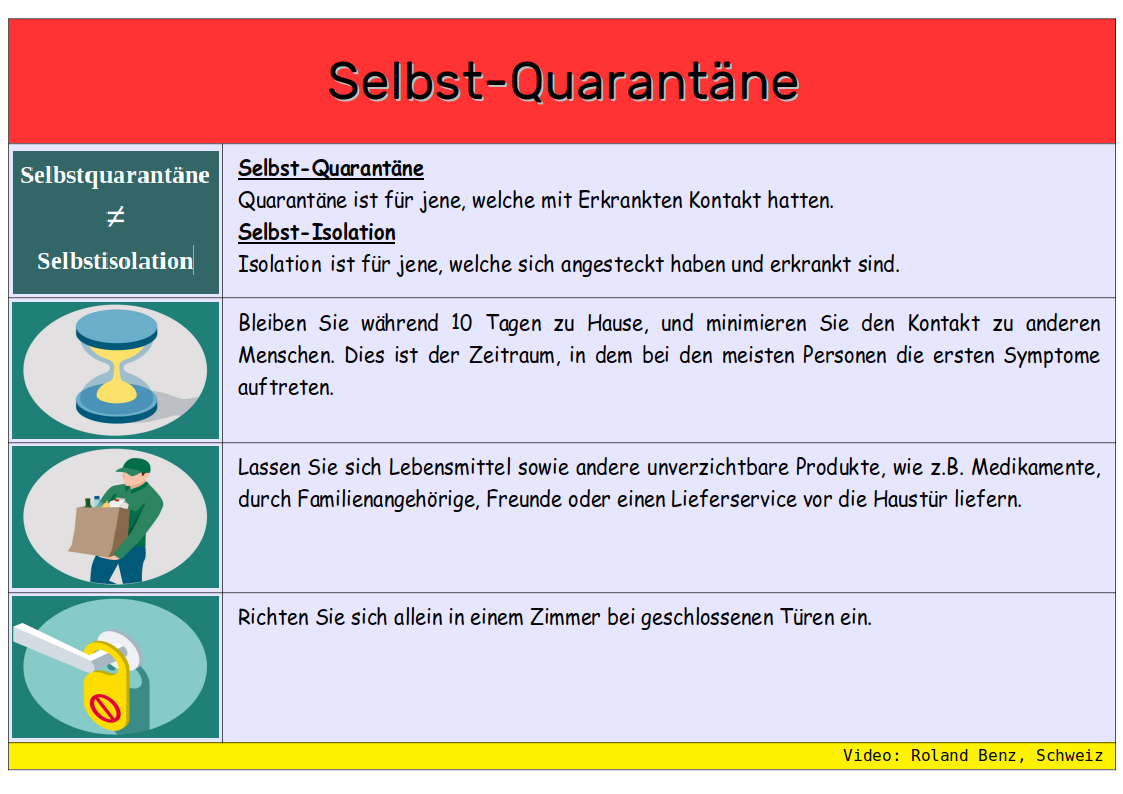 Selbst-Quarantäne
Selbstquarantäne
≠
Selbstisolation
Selbst-Quarantäne
Quarantäne ist für jene, welche mit Erkrankten Kontakt hatten.
Selbst-Isolation
Isolation ist für jene, welche sich angesteckt haben und erkrankt sind.
Bleiben Sie während 10 Tagen zu Hause, und minimieren Sie den Kontakt zu anderen
Menschen. Dies ist der Zeitraum, in dem bei den meisten Personen die ersten Symptome
auftreten.
Lassen Sie sich Lebensmittel sowie andere unverzichtbare Produkte, wie z.B. Medikamente,
durch Familienangehörige, Freunde oder einen Lieferservice vor die Haustür liefern.
Richten Sie sich allein in einem Zimmer bei geschlossenen Türen ein.
Video: Roland Benz, Schweiz